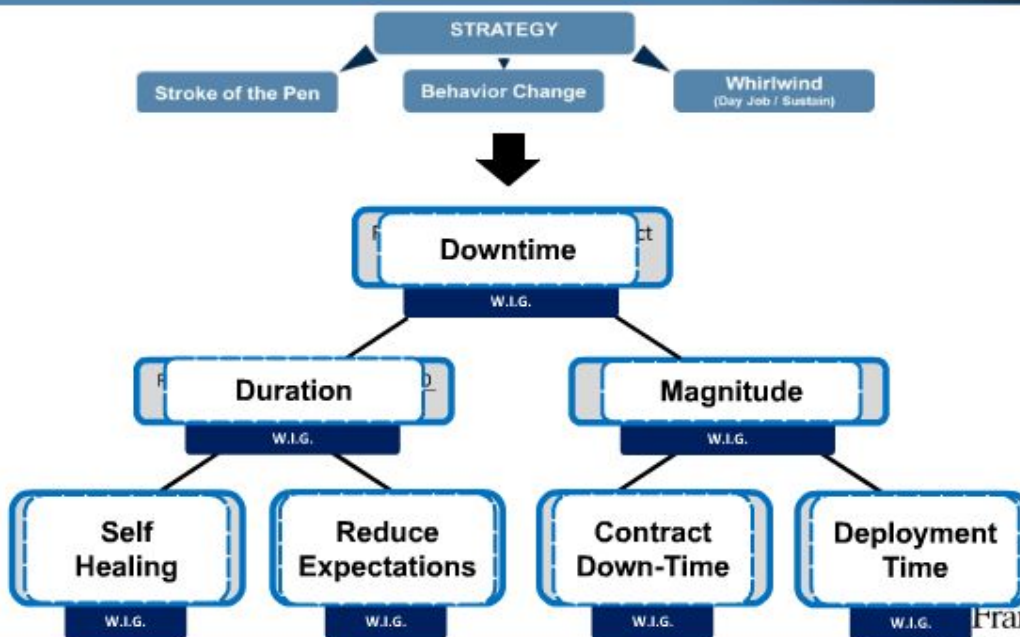 STRATEGY
Stroke of the Pen
Behavior Change
Whirlwind
(Day Job / Sustain)
Downtime
W.I.G.
Duration
W.I.G.
Magnitude
W.I.G.
Self
Healing
W.I.G.
Reduce
Expectations
W.I.G.
Contract
Down-Time
W.I.G.
Deployment
Time
W.I.G.